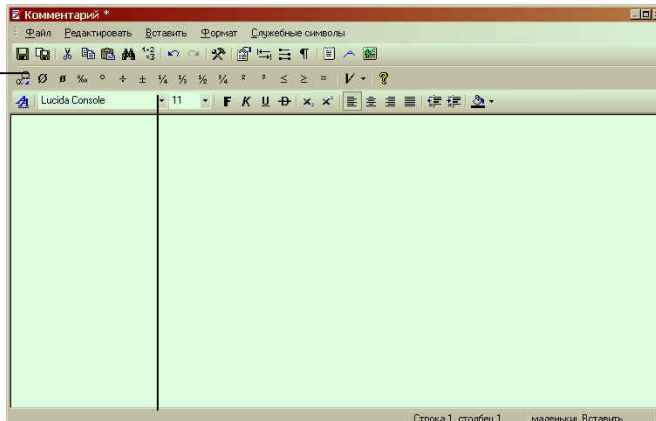 Комментарий *
Файл Редактировать Вставить Формат Служебные символы
Ø ø ‰ ° ÷ ± ¼ ⅓ ½ ¾ ² ³ ≤ ≥ ≈ V ?
Lucida Console 11 F K U D x, x²
Строка 1, столбец 1 маленьки Вставить